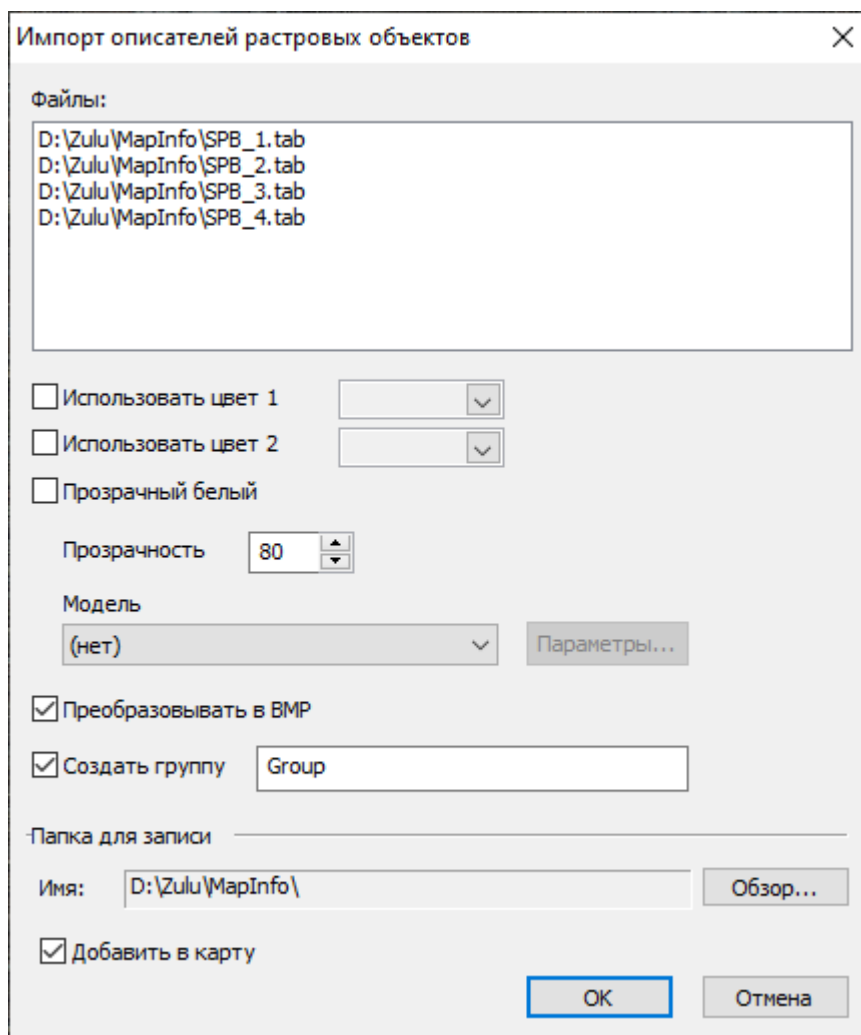 Импорт описателей растровых объектов
Файлы:
D:\Zulu\MapInfo\SPB_1.tab
D:\Zulu\MapInfo\SPB_2.tab
D:\Zulu\MapInfo\SPB_3.tab
D:\Zulu\MapInfo\SPB_4.tab
Использовать цвет 1
Использовать цвет 2
Прозрачный белый
Прозрачность 80
Модель
(нет) Параметры...
Преобразовывать в BMP
Создать группу Group
Папка для записи
Имя: D:\Zulu\MapInfo\ Обзор...
Добавить в карту
OK Отмена